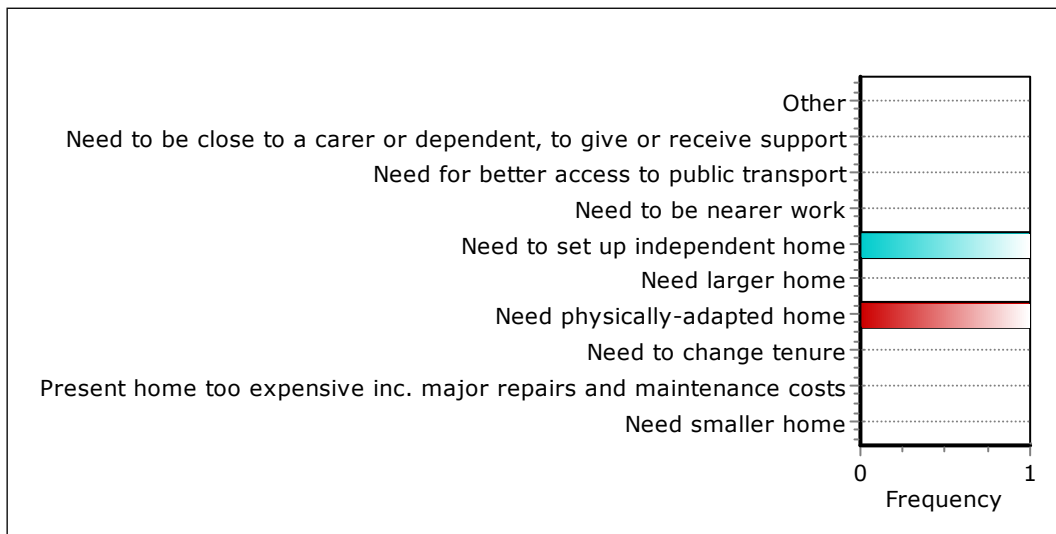 Other
Need to be close to a carer or dependent, to give or receive support
Need for better access to public transport
Need to be nearer work
Need to set up independent home
Need larger home
Need physically-adapted home
Need to change tenure
Present home too expensive inc. major repairs and maintenance costs
Need smaller home
0 1
Frequency